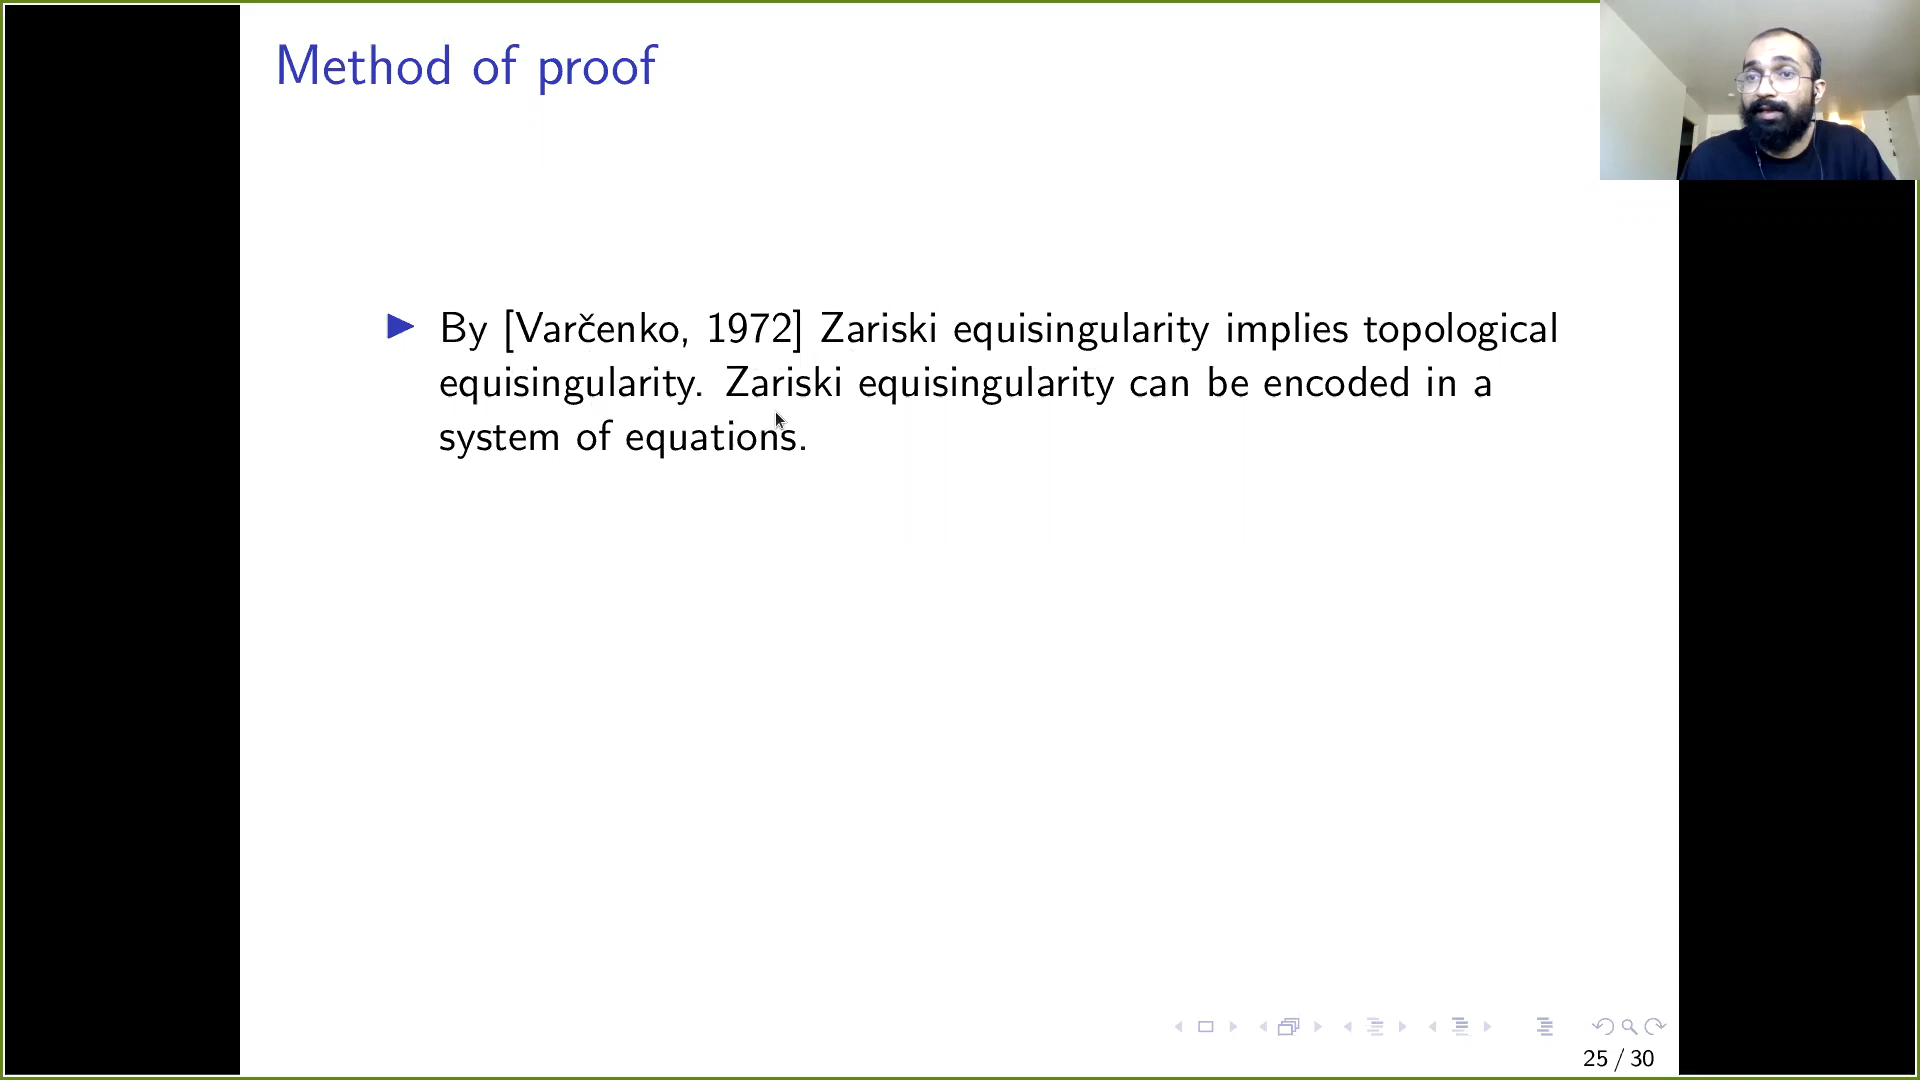 Method of proof
▶ By [Varčenko, 1972] Zariski equisingularity implies topological
equisingularity. Zariski equisingularity can be encoded in a
system of equations.
25 / 30